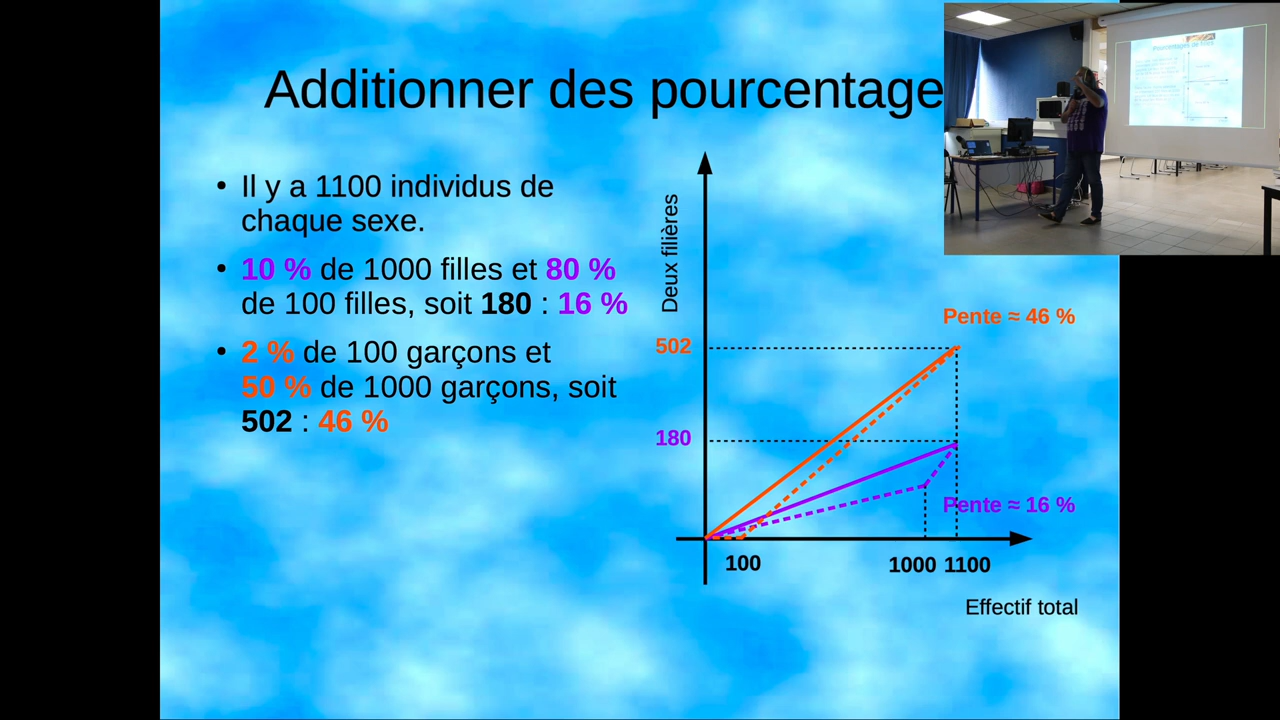 Additionner des pourcentage
• Il y a 1100 individus de
chaque sexe.
• 10 % de 1000 filles et 80 %
de 100 filles, soit 180 : 16 %
• 2 % de 100 garçons et
50 % de 1000 garçons, soit
502 : 46 %
Deux filières
Pente ≈ 46 %
502
180
Pente ≈ 16 %
100
1000
1100
Effectif total